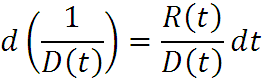 d(1/D(t)) = R(t)/D(t) dt